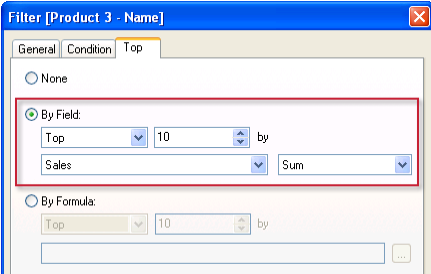 Filter [Product 3 - Name]
General Condition Top
None
By Field:
Top 10 by
Sales Sum
By Formula:
Top 10 by
...